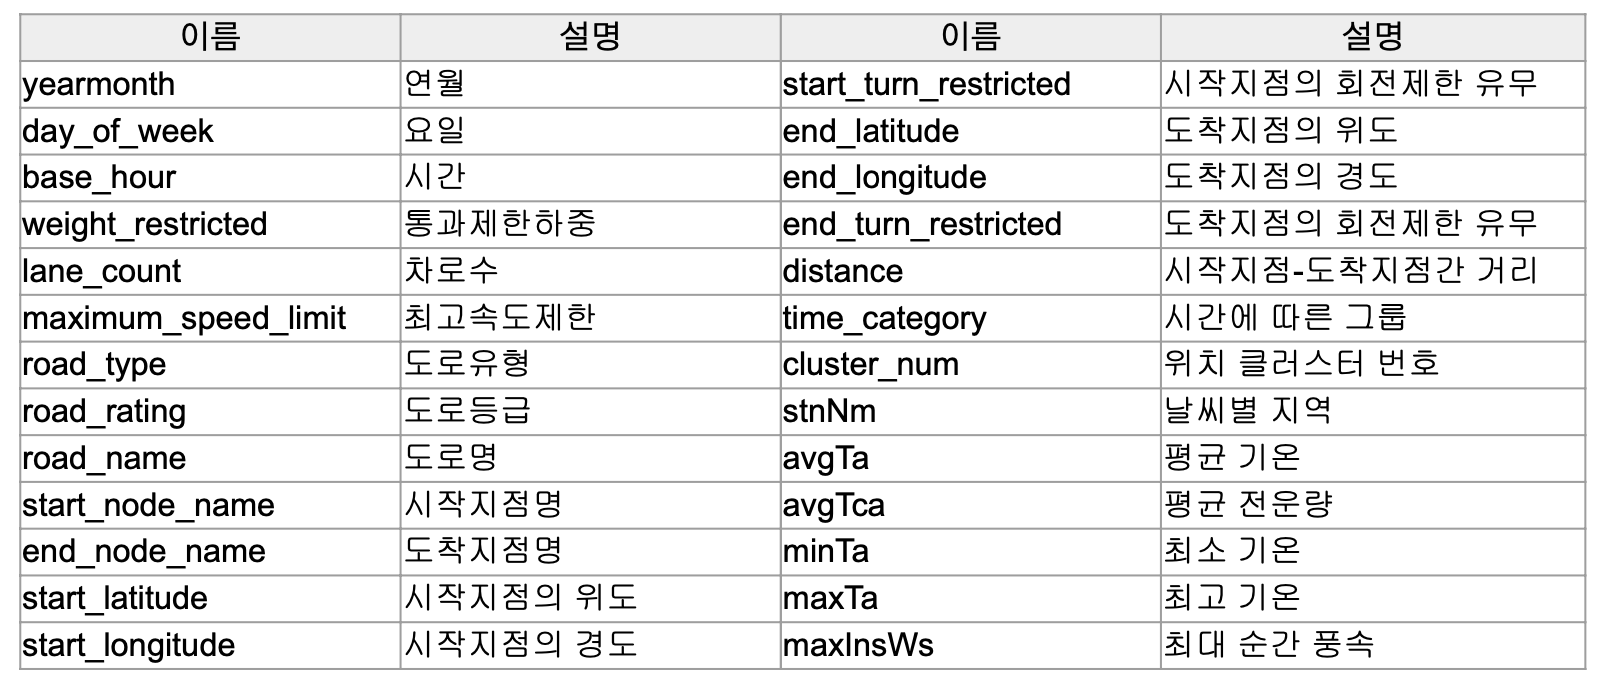 이름 설명 이름 설명
yearmonth 연월 start_turn_restricted 시작지점의 회전제한 유무
day_of_week 요일 end_latitude 도착지점의 위도
base_hour 시간 end_longitude 도착지점의 경도
weight_restricted 통과제한하중 end_turn_restricted 도착지점의 회전제한 유무
lane_count 차로수 distance 시작지점-도착지점간 거리
maximum_speed_limit 최고속도제한 time_category 시간에 따른 그룹
road_type 도로유형 cluster_num 위치 클러스터 번호
road_rating 도로등급 stnNm 날씨별 지역
road_name 도로명 avgTa 평균 기온
start_node_name 시작지점명 avgTca 평균 전운량
end_node_name 도착지점명 minTa 최소 기온
start_latitude 시작지점의 위도 maxTa 최고 기온
start_longitude 시작지점의 경도 maxInsWs 최대 순간 풍속